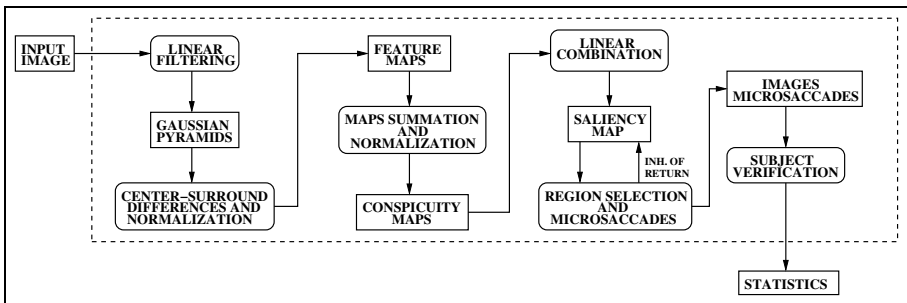 INPUT
IMAGE
LINEAR
FILTERING
GAUSSIAN
PYRAMIDS
CENTER–SURROUND
DIFFERENCES AND
NORMALIZATION
FEATURE
MAPS
MAPS SUMMATION
AND
NORMALIZATION
CONSPICUITY
MAPS
LINEAR
COMBINATION
SALIENCY
MAP
INH. OF
RETURN
REGION SELECTION
AND
MICROSACCADES
IMAGES
MICROSACCADES
SUBJECT
VERIFICATION
STATISTICS